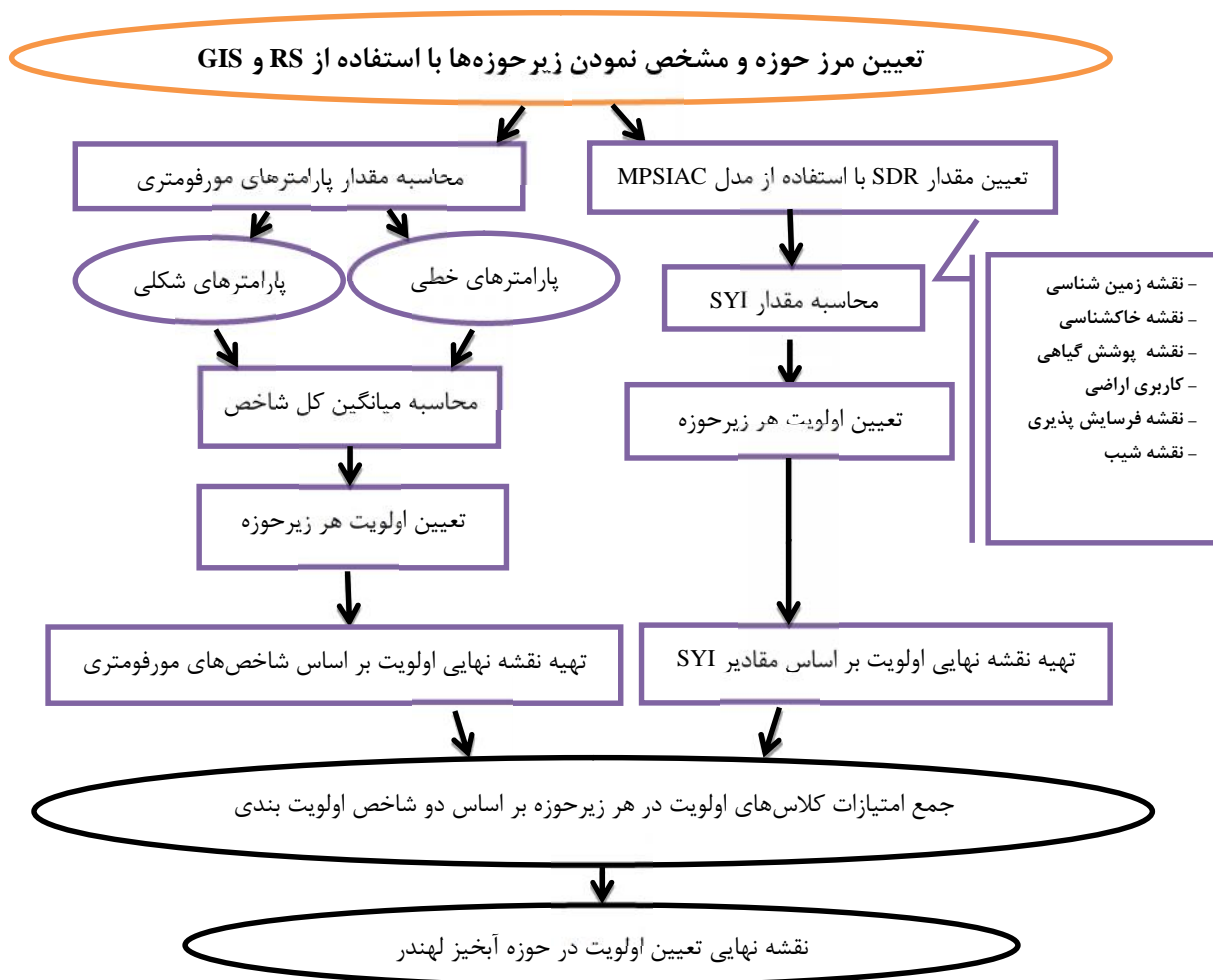 تعیین مرز حوزه و مشخص نمودن زیرحوزه‌ها با استفاده از RS و GIS
تعیین مقدار SDR با استفاده از مدل MPSIAC
محاسبه مقدار پارامترهای مورفومتری
پارامترهای خطی
پارامترهای شکلی
محاسبه مقدار SYI
- نقشه زمین شناسی
- نقشه خاکشناسی
- نقشه پوشش گیاهی
- کاربری اراضی
- نقشه فرسایش پذیری
- نقشه شیب
محاسبه میانگین کل شاخص
تعیین اولویت هر زیرحوزه
تعیین اولویت هر زیرحوزه
تهیه نقشه نهایی اولویت بر اساس مقادیر SYI
تهیه نقشه نهایی اولویت بر اساس شاخص‌های مورفومتری
جمع امتیازات کلاس‌های اولویت در هر زیرحوزه بر اساس دو شاخص اولویت بندی
نقشه نهایی تعیین اولویت در حوزه آبخیز لهندر